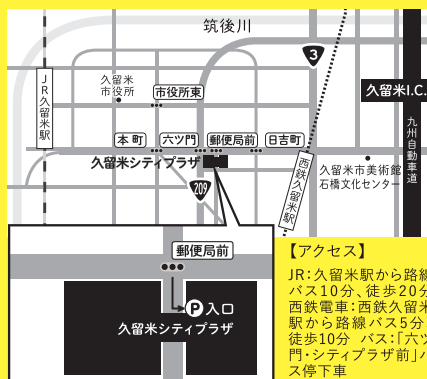 筑後川
3
JR久留米駅
久留米
市役所
市役所東
久留米I.C.
九州自動車道
本町
六ツ門
郵便局前
日吉町
久留米シティプラザ
西鉄久留米駅
久留米市美術館
石橋文化センター
209
郵便局前
P入口
久留米シティプラザ
【アクセス】
JR:久留米駅から路線
バス10分、徒歩20分
西鉄電車:西鉄久留米
駅から路線バス5分
徒歩10分 バス:「六ツ
門・シティプラザ前」バ
ス停下車